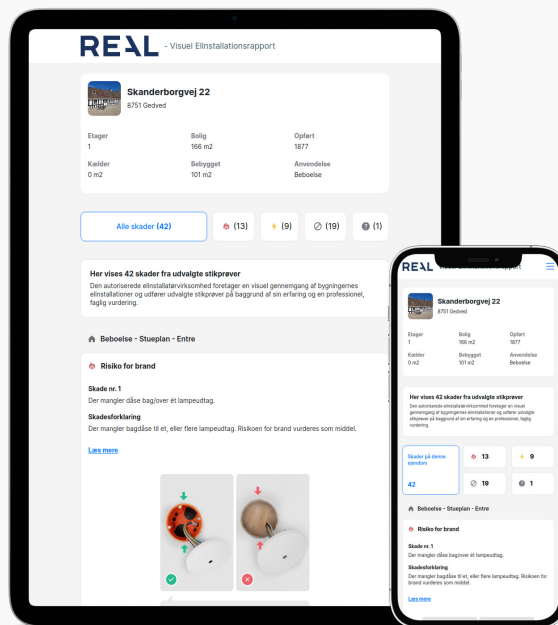 REAL - Visuel Elinstallationsrapport
Skanderborgvej 22
8751 Gedved
Etager Bolig Opført
1 166 m2 1877
Kælder Bebygget Anvendelse
0 m2 101 m2 Beboelse
Alle skader (42) (13) (9) (19) (1)
Her vises 42 skader fra udvalgte stikprøver
Den autoriserede elinstallatørvirksomhed foretager en visuel gennemgang af bygningernes
elinstallationer og udfører udvalgte stikprøver på baggrund af sin erfaring og en professionel,
faglig vurdering.
Beboelse - Stueplan - Entre
Risiko for brand
Skade nr. 1
Der mangler dåse bag/over ét lampeudtag.
Skadesforklaring
Der mangler bagdåse til et, eller flere lampeudtag. Risikoen for brand vurderes som middel.
Læs mere
REAL
Skanderborgvej 22
8751 Gedved
Etager Bolig Opført
1 166 m2 1877
Kælder Bebygget Anvendelse
0 m2 101 m2 Beboelse
Her vises 42 skader fra udvalgte stikprøver
Den autoriserede elinstallatørvirksomhed foretager en visuel
gennemgang af bygningernes elinstallationer og udfører udvalgte
stikprøver på baggrund af sin erfaring og en professionel, faglig
vurdering.
Skader på denne
ejendom
42
13 9
19 1
Beboelse - Stueplan - Entre
Risiko for brand
Skade nr. 1
Der mangler dåse bag/over ét lampeudtag.
Skadesforklaring
Der mangler bagdåse til et, eller flere lampeudtag. Risikoen for
brand vurderes som middel.
Læs mere